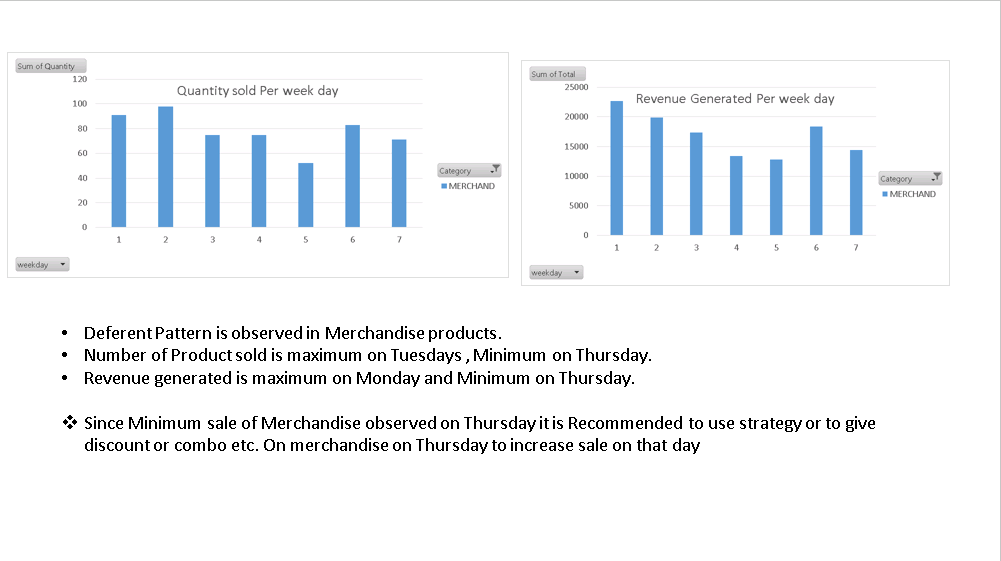 Sum of Quantity
Quantity sold Per week day
120
100
80
60
40
20
0
1 2 3 4 5 6 7
Category
MERCHAND
weekday
Sum of Total
Revenue Generated Per week day
25000
20000
15000
10000
5000
0
1 2 3 4 5 6 7
Category
MERCHAND
weekday
• Deferent Pattern is observed in Merchandise products.
• Number of Product sold is maximum on Tuesdays , Minimum on Thursday.
• Revenue generated is maximum on Monday and Minimum on Thursday.
❖ Since Minimum sale of Merchandise observed on Thursday it is Recommended to use strategy or to give
discount or combo etc. On merchandise on Thursday to increase sale on that day